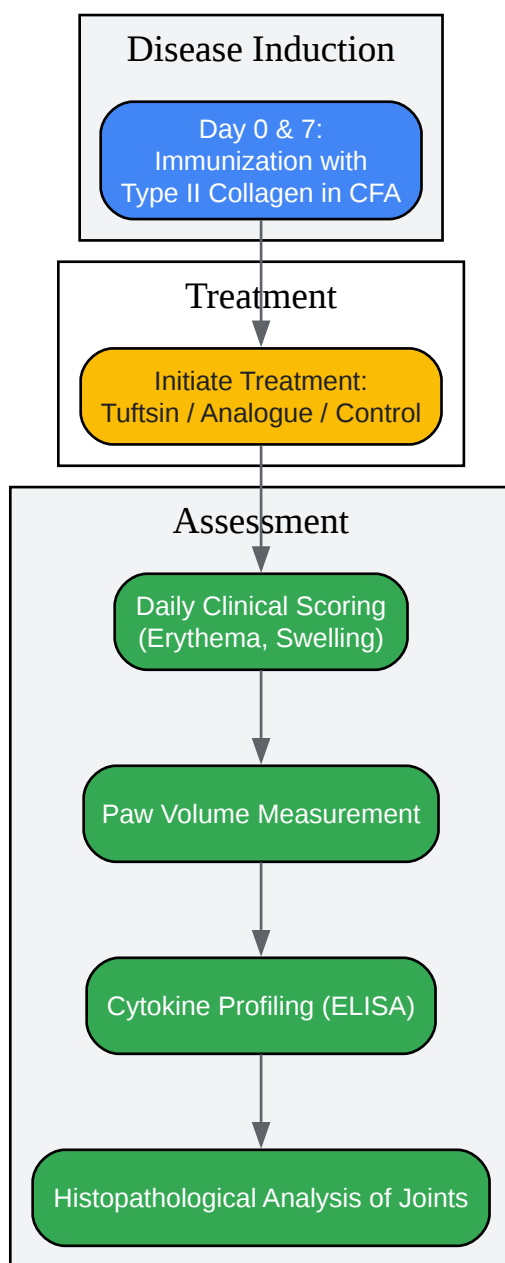 Disease Induction
Day 0 & 7:
Immunization with
Type II Collagen in CFA
Treatment
Initiate Treatment:
Tuftsin / Analogue / Control
Assessment
Daily Clinical Scoring
(Erythema, Swelling)
Paw Volume Measurement
Cytokine Profiling (ELISA)
Histopathological Analysis of Joints